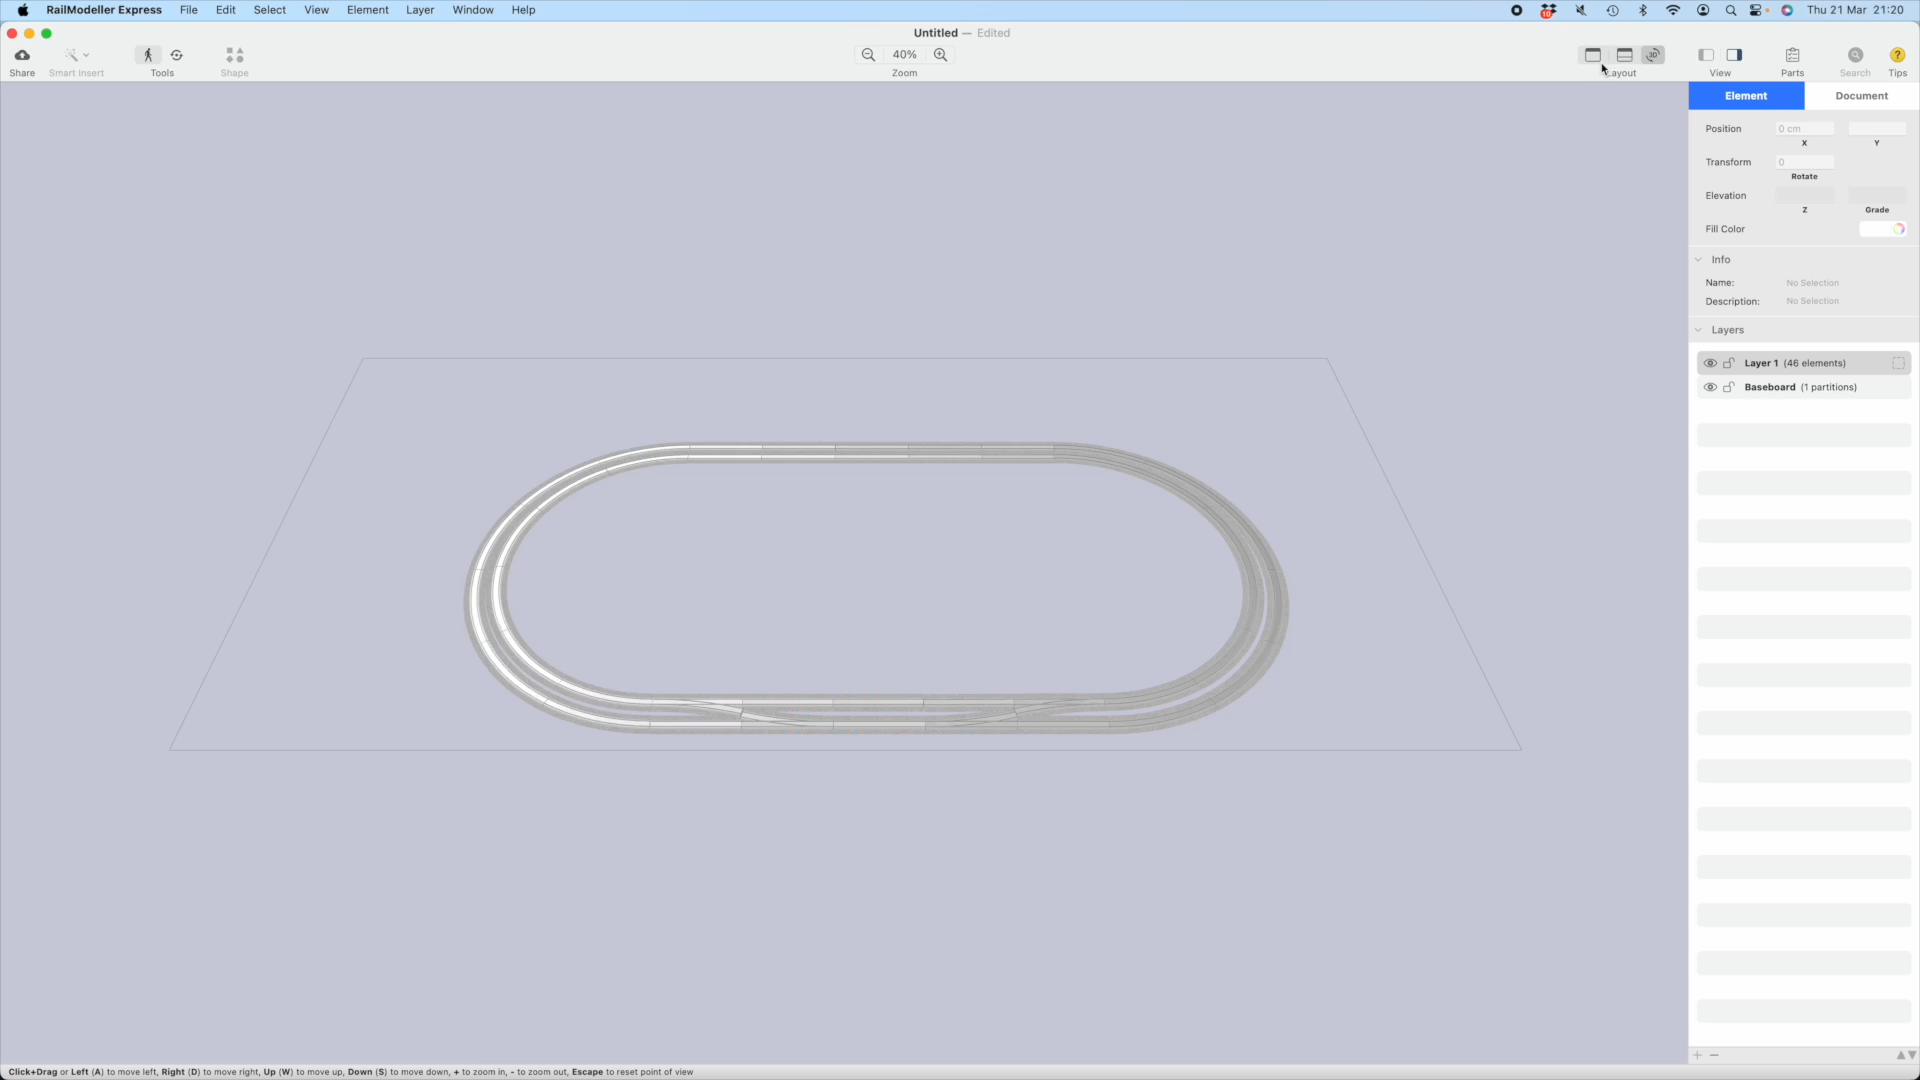 RailModeller Express File Edit Select View Element Layer Window Help 10 Thu 21 Mar 21:20
Untitled — Edited
40% 3D ?
Share Smart Insert Tools Shape Zoom Layout View Parts Search Tips
Element Document
Position 0 cm
X Y
Transform 0
Rotate
Elevation
Z Grade
Fill Color
Info
Name: No Selection
Description: No Selection
Layers
Layer 1 (46 elements)
Baseboard (1 partitions)
Click+Drag or Left (A) to move left, Right (D) to move right, Up (W) to move up, Down (S) to move down, + to zoom in, - to zoom out, Escape to reset point of view